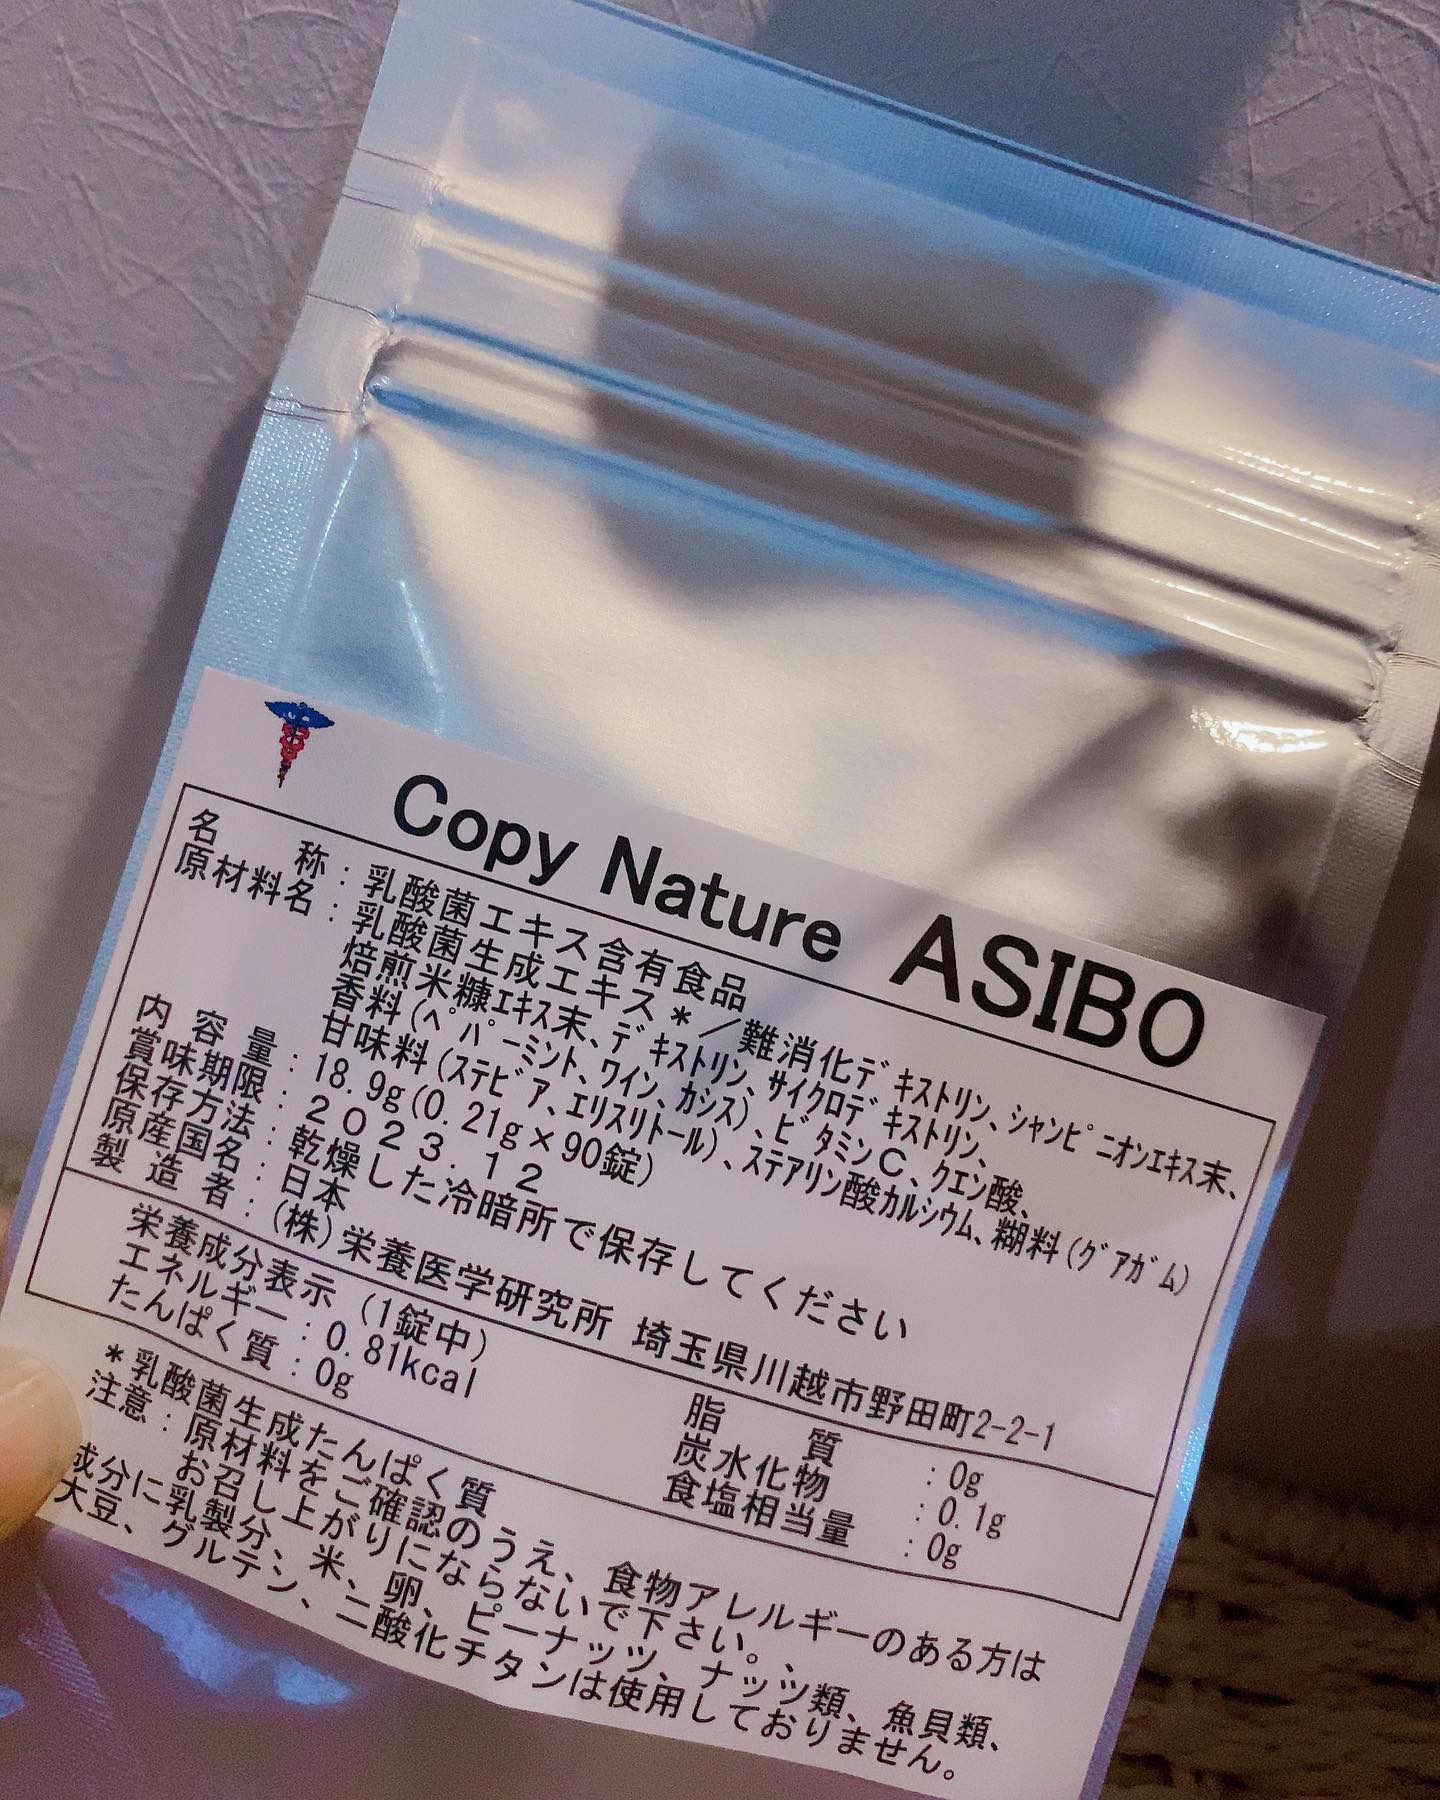 Copy Nature ASIBO
名 称：乳酸菌エキス含有食品
原材料名：乳酸菌生成エキス＊／難消化ﾃﾞｷｽﾄﾘﾝ、ｼｬﾝﾋﾟﾆｵﾝｴｷｽ末、
焙煎米糠ｴｷｽ末、ﾃﾞｷｽﾄﾘﾝ、ｻｲｸﾛﾃﾞｷｽﾄﾘﾝ、
香料(ﾍﾟﾊﾟｰﾐﾝﾄ、ﾜｲﾝ、ｶｼｽ)、ﾋﾞﾀﾐﾝC、ｸｴﾝ酸、
甘味料(ｽﾃﾋﾞｱ、ｴﾘｽﾘﾄｰﾙ)、ｽﾃｱﾘﾝ酸ｶﾙｼｳﾑ、糊料(ｸﾞｱｶﾞﾑ)
内 容 量：18.9g(0.21g×90錠)
賞味期限：２０２３．１２
保存方法：乾燥した冷暗所で保存してください
原産国名：日本
製 造 者：(株)栄養医学研究所 埼玉県川越市野田町2-2-1
栄養成分表示（1錠中）
エネルギー：0.81kcal 脂 質：0g
たんぱく質：0g 炭水化物：0.1g
食塩相当量：0g
＊乳酸菌生成たんぱく質
注意：原材料をご確認のうえ、食物アレルギーのある方は
お召し上がりにならないで下さい。
成分に乳製分、米、卵、ピーナッツ、ナッツ類、魚貝類、
大豆、グルテン、二酸化チタンは使用しておりません。